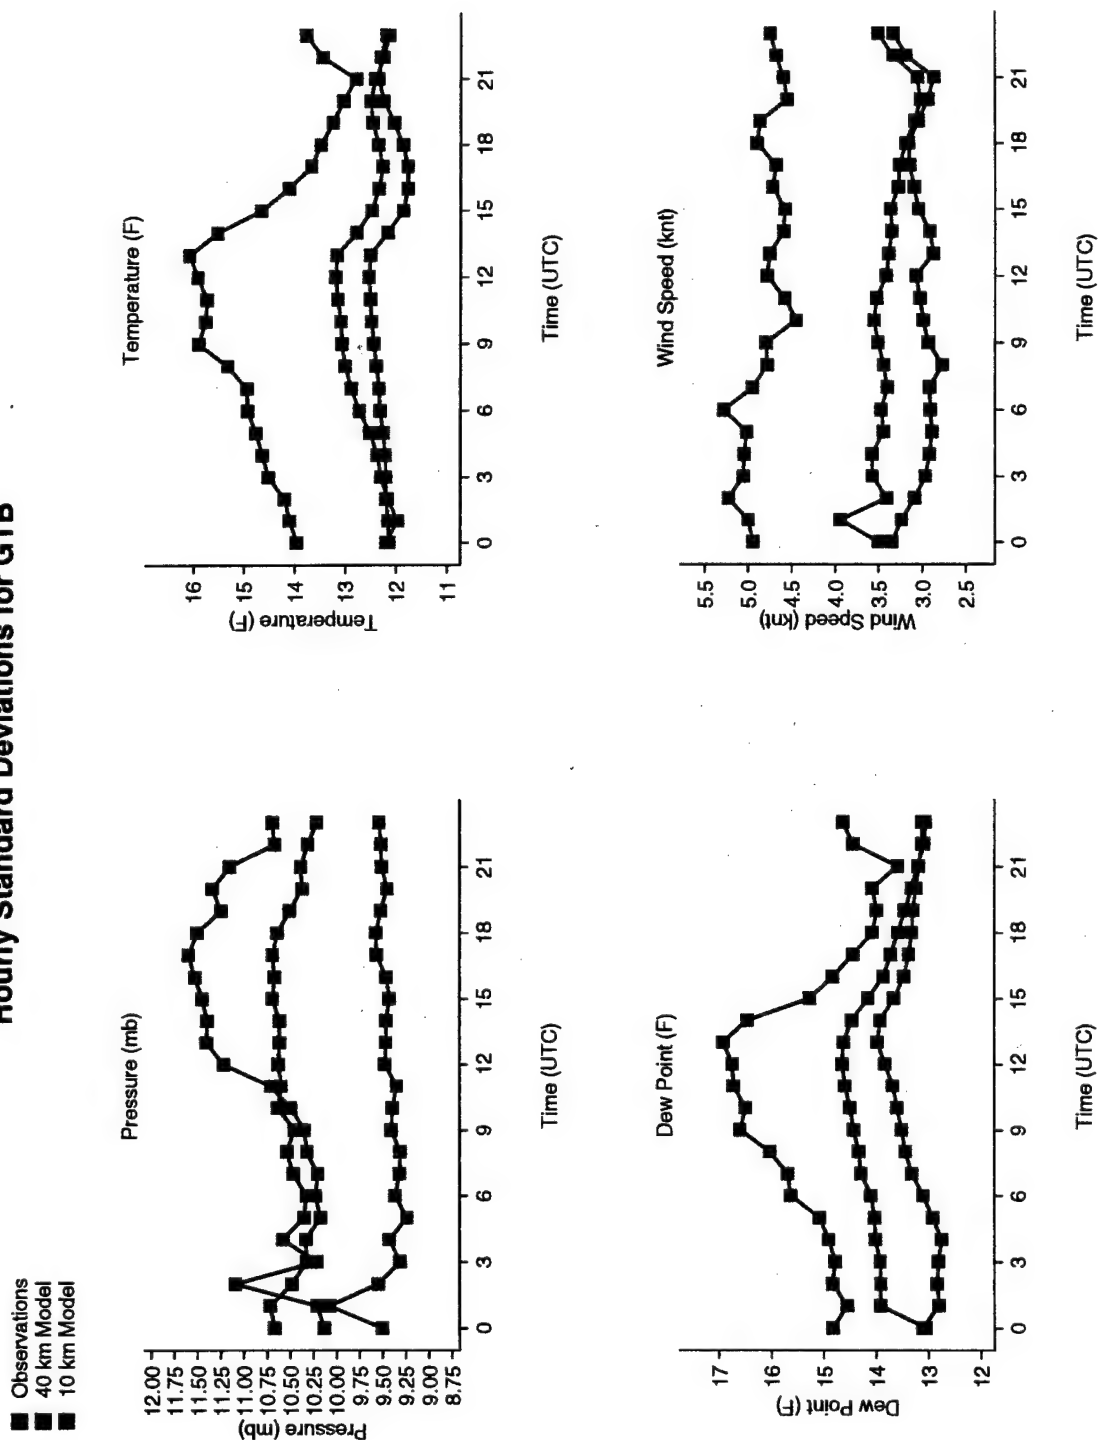 Hourly Standard Deviations for GTB
Observations
40 km Model
10 km Model
Pressure (mb)
12.00
11.75
11.50
11.25
11.00
10.75
10.50
10.25
10.00
9.75
9.50
9.25
9.00
8.75
Pressure (mb)
0 3 6 9 12 15 18 21
Time (UTC)
Temperature (F)
16
15
14
13
12
11
Temperature (F)
0 3 6 9 12 15 18 21
Time (UTC)
Dew Point (F)
17
16
15
14
13
12
Dew Point (F)
0 3 6 9 12 15 18 21
Time (UTC)
Wind Speed (knt)
5.5
5.0
4.5
4.0
3.5
3.0
2.5
Wind Speed (knt)
0 3 6 9 12 15 18 21
Time (UTC)